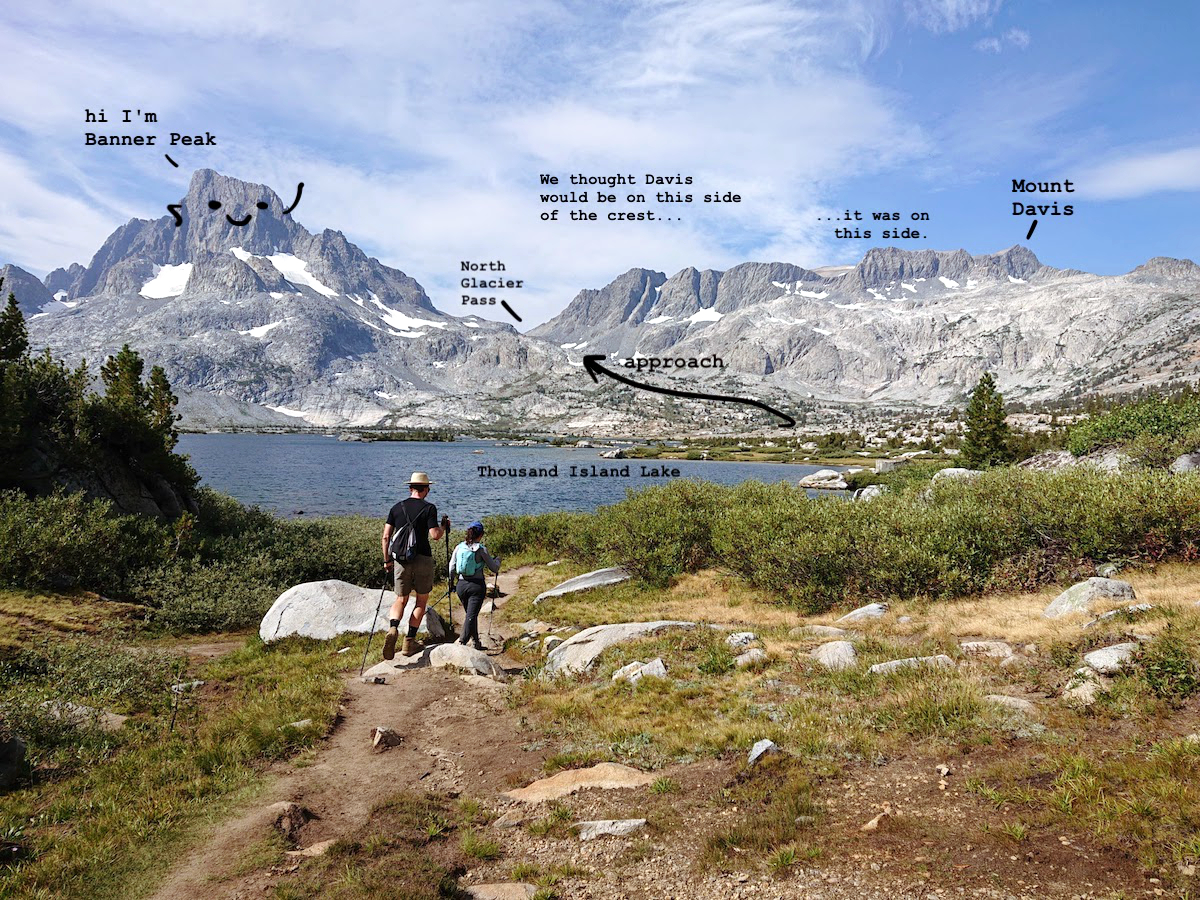 hi I'm
Banner Peak
We thought Davis
would be on this side
of the crest...
...it was on
this side.
Mount
Davis
North
Glacier
Pass
approach
Thousand Island Lake